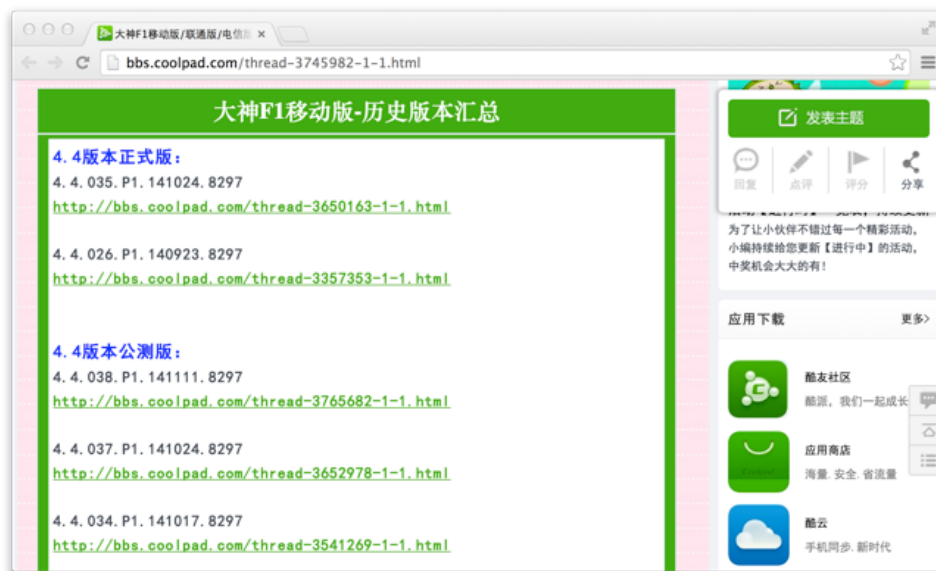 大神F1移动版/联通版/电信
bbs.coolpad.com/thread-3745982-1-1.html
大神F1移动版-历史版本汇总
4.4版本正式版:
4.4.035.P1.141024.8297
http://bbs.coolpad.com/thread-3650163-1-1.html
4.4.026.P1.140923.8297
http://bbs.coolpad.com/thread-3357353-1-1.html
4.4版本公测版:
4.4.038.P1.141111.8297
http://bbs.coolpad.com/thread-3765682-1-1.html
4.4.037.P1.141024.8297
http://bbs.coolpad.com/thread-3652978-1-1.html
4.4.034.P1.141017.8297
http://bbs.coolpad.com/thread-3541269-1-1.html
发表主题
回复
点评
评分
分享
为了让小伙伴不错过每一个精彩活动,
小编持续给您更新【进行中】的活动,
中奖机会大大的有!
应用下载
更多>
酷友社区
酷派,我们一起成长
应用商店
海量.安全.省流量
酷云
手机同步.新时代